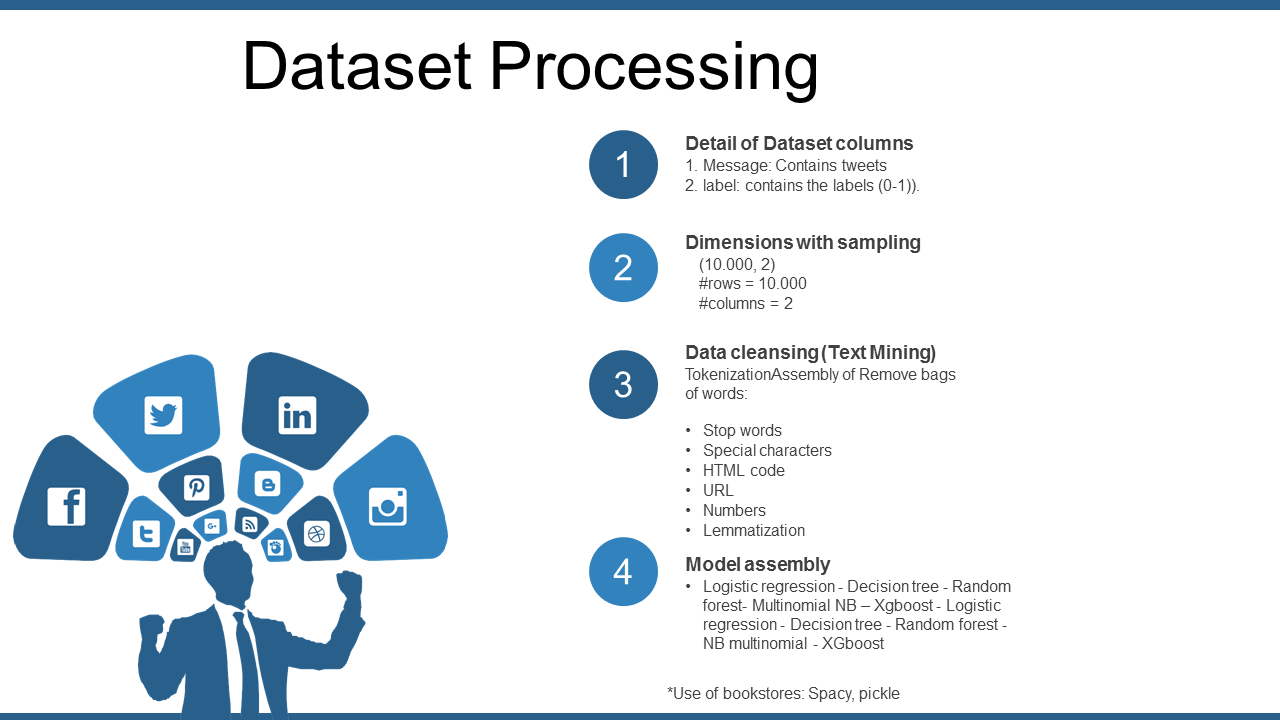 Dataset Processing
1
Detail of Dataset columns
1. Message: Contains tweets
2. label: contains the labels (0-1)).
2
Dimensions with sampling
(10.000, 2)
#rows = 10.000
#columns = 2
3
Data cleansing (Text Mining)
TokenizationAssembly of Remove bags
of words:
• Stop words
• Special characters
• HTML code
• URL
• Numbers
• Lemmatization
4
Model assembly
• Logistic regression - Decision tree - Random
forest- Multinomial NB – Xgboost - Logistic
regression - Decision tree - Random forest -
NB multinomial - XGboost
*Use of bookstores: Spacy, pickle